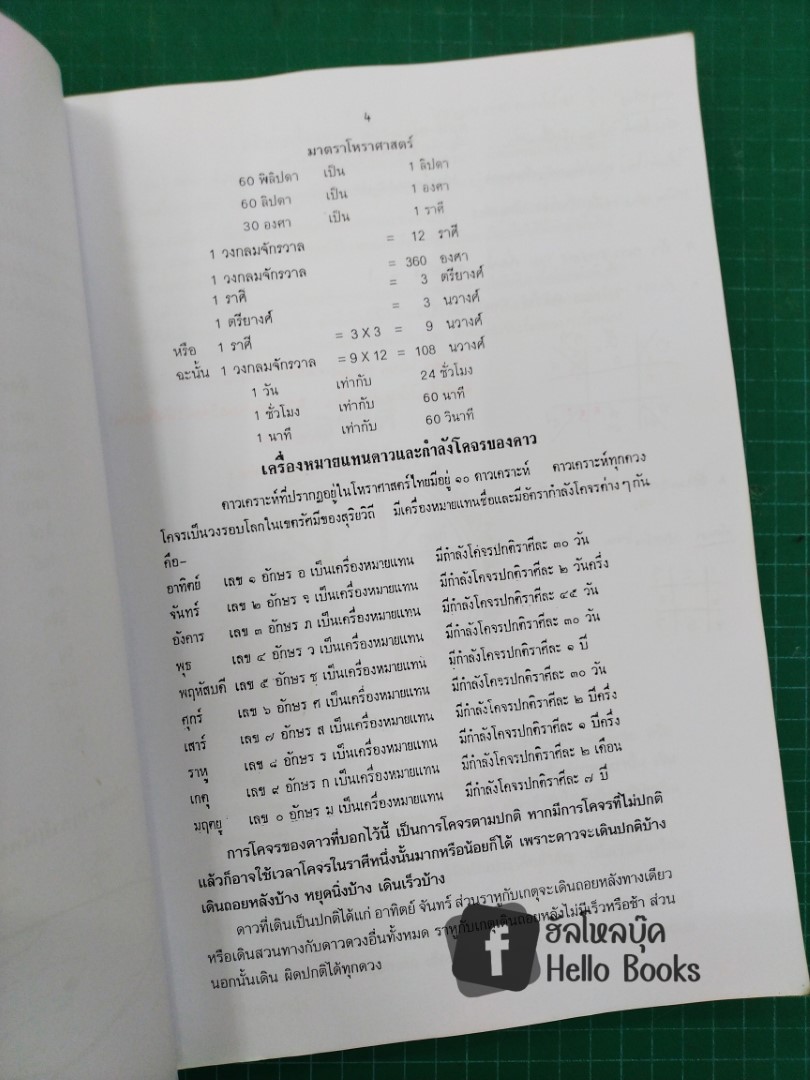 ๔
มาตราโหราศาสตร์
60 พิลิปดา เป็น 1 ลิปดา
60 ลิปดา เป็น 1 องศา
30 องศา เป็น 1 ราศี
1 วงกลมจักรวาล = 12 ราศี
1 วงกลมจักรวาล = 360 องศา
1 ราศี = 3 ตรียางศ์
1 ตรียางศ์ = 3 นวางศ์
หรือ 1 ราศี = 3 X 3 = 9 นวางศ์
ฉะนั้น 1 วงกลมจักรวาล = 9 X 12 = 108 นวางศ์
1 วัน เท่ากับ 24 ชั่วโมง
1 ชั่วโมง เท่ากับ 60 นาที
1 นาที เท่ากับ 60 วินาที
เครื่องหมายแทนดาวและกำลังโคจรของดาว
ดาวเคราะห์ที่ปรากฏอยู่ในโหราศาสตร์ไทยมีอยู่ ๑๐ ดาวเคราะห์ ดาวเคราะห์ทุกดวง
โคจรเป็นวงรอบโลกในเขตรัศมีของสุริยวิถี มีเครื่องหมายแทนชื่อและมีอัตรากำลังโคจรต่างๆกัน
คือ-
อาทิตย์ เลข ๑ อักษร อ เป็นเครื่องหมายแทน มีกำลังโคจรปกติราศีละ ๓๐ วัน
จันทร์ เลข ๒ อักษร จ เป็นเครื่องหมายแทน มีกำลังโคจรปกติราศีละ ๒ วันครึ่ง
อังคาร เลข ๓ อักษร ภ เป็นเครื่องหมายแทน มีกำลังโคจรปกติราศีละ ๔๕ วัน
พุธ เลข ๔ อักษร ว เป็นเครื่องหมายแทน มีกำลังโคจรปกติราศีละ ๓๐ วัน
พฤหัสบดี เลข ๕ อักษร ชุ เป็นเครื่องหมายแทน มีกำลังโคจรปกติราศีละ ๑ ปี
ศุกร์ เลข ๖ อักษร ศ เป็นเครื่องหมายแทน มีกำลังโคจรปกติราศีละ ๓๐ วัน
เสาร์ เลข ๗ อักษร ส เป็นเครื่องหมายแทน มีกำลังโคจรปกติราศีละ ๒ ปีครึ่ง
ราหู เลข ๘ อักษร ร เป็นเครื่องหมายแทน มีกำลังโคจรปกติราศีละ ๑ ปีครึ่ง
เกตุ เลข ๙ อักษร ก เป็นเครื่องหมายแทน มีกำลังโคจรปกติราศีละ ๒ เดือน
มฤตยู เลข ๐ อักษร ม เป็นเครื่องหมายแทน มีกำลังโคจรปกติราศีละ ๗ ปี
การโคจรของดาวที่บอกไว้นี้ เป็นการโคจรตามปกติ หากมีการโคจรที่ไม่ปกติ
แล้วก็อาจใช้เวลาโคจรในราศีหนึ่งนั้นมากหรือน้อยก็ได้ เพราะดาวจะเดินปกติบ้าง
เดินถอยหลังบ้าง หยุดนิ่งบ้าง เดินเร็วบ้าง
ดาวที่เดินเป็นปกติได้แก่ อาทิตย์ จันทร์ ส่วนราหูกับเกตุจะเดินถอยหลังทางเดียว
หรือเดินสวนทางกับดาวดวงอื่นทั้งหมด ราหูกับเกตุเดินถอยหลังไม่มีเร็วหรือช้า ส่วน
นอกนั้นเดิน ผิดปกติได้ทุกดวง
f ฮัลโหลบุ๊ค
Hello Books